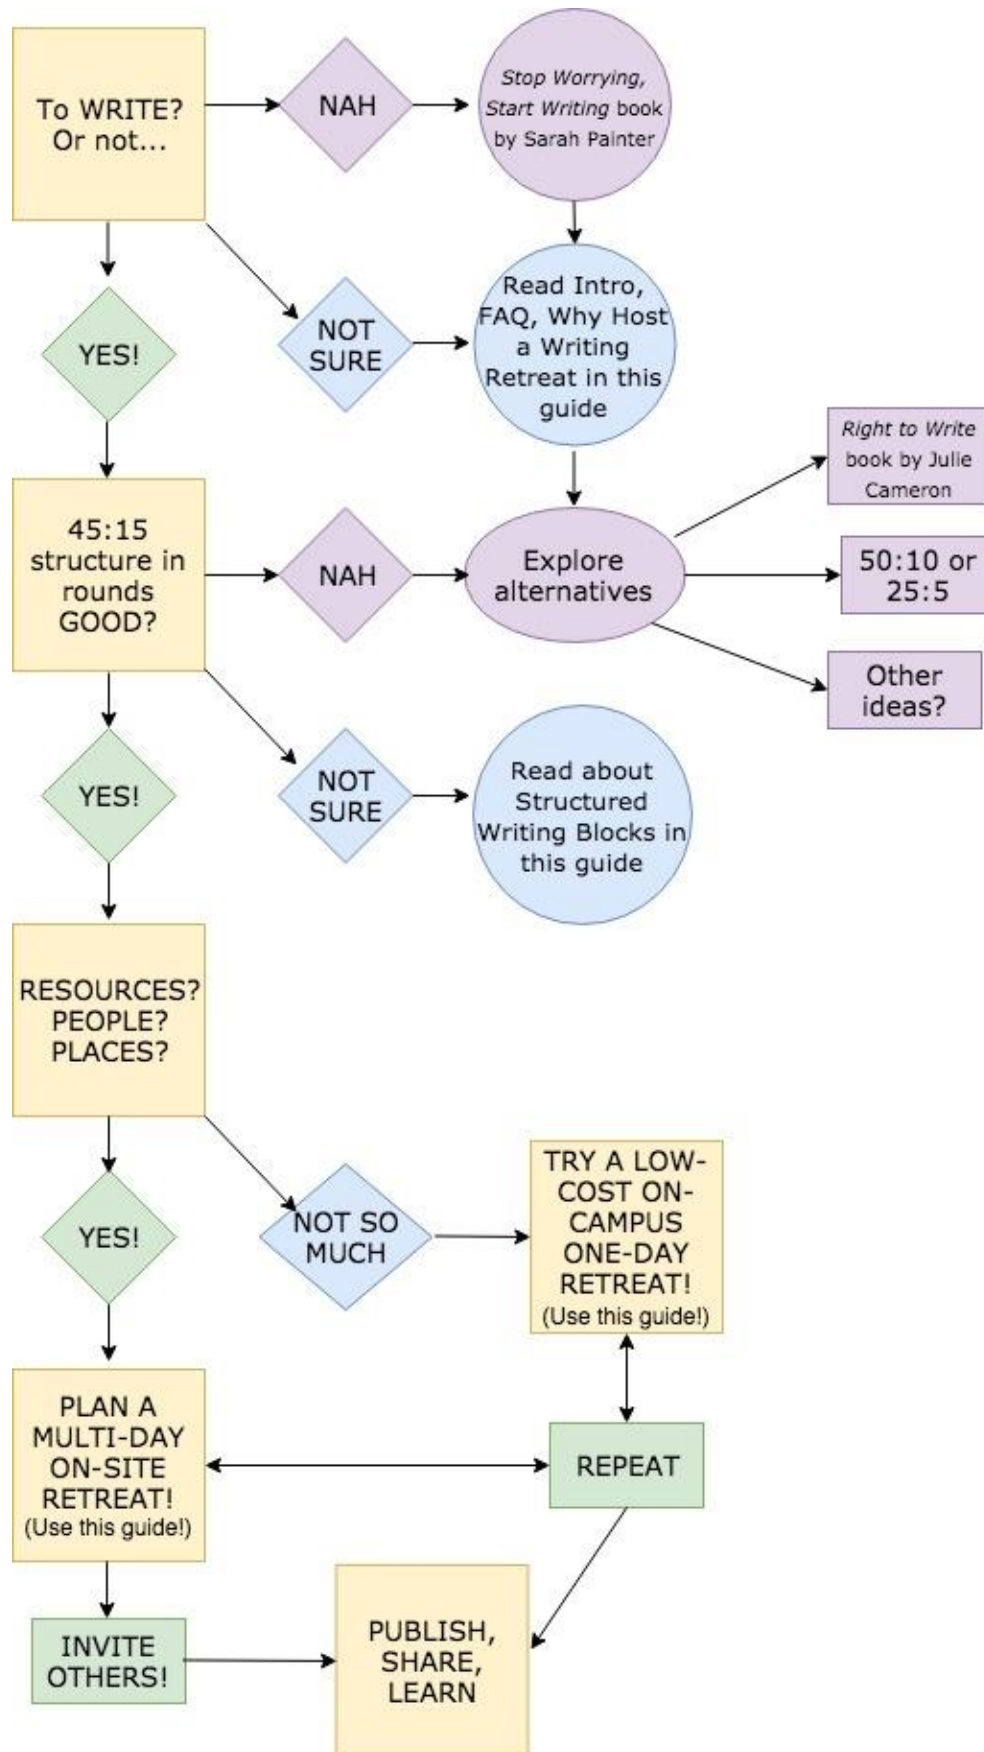 To WRITE?
Or not...
NAH
Stop Worrying,
Start Writing book
by Sarah Painter
YES!
NOT
SURE
Read Intro,
FAQ, Why Host
a Writing
Retreat in this
guide
45:15
structure in
rounds
GOOD?
NAH
Explore
alternatives
Right to Write
book by Julie
Cameron
50:10 or
25:5
Other
ideas?
YES!
NOT
SURE
Read about
Structured
Writing Blocks in
this guide
RESOURCES?
PEOPLE?
PLACES?
YES!
NOT SO
MUCH
TRY A LOW-
COST ON-
CAMPUS
ONE-DAY
RETREAT!
(Use this guide!)
PLAN A
MULTI-DAY
ON-SITE
RETREAT!
(Use this guide!)
REPEAT
INVITE
OTHERS!
PUBLISH,
SHARE,
LEARN